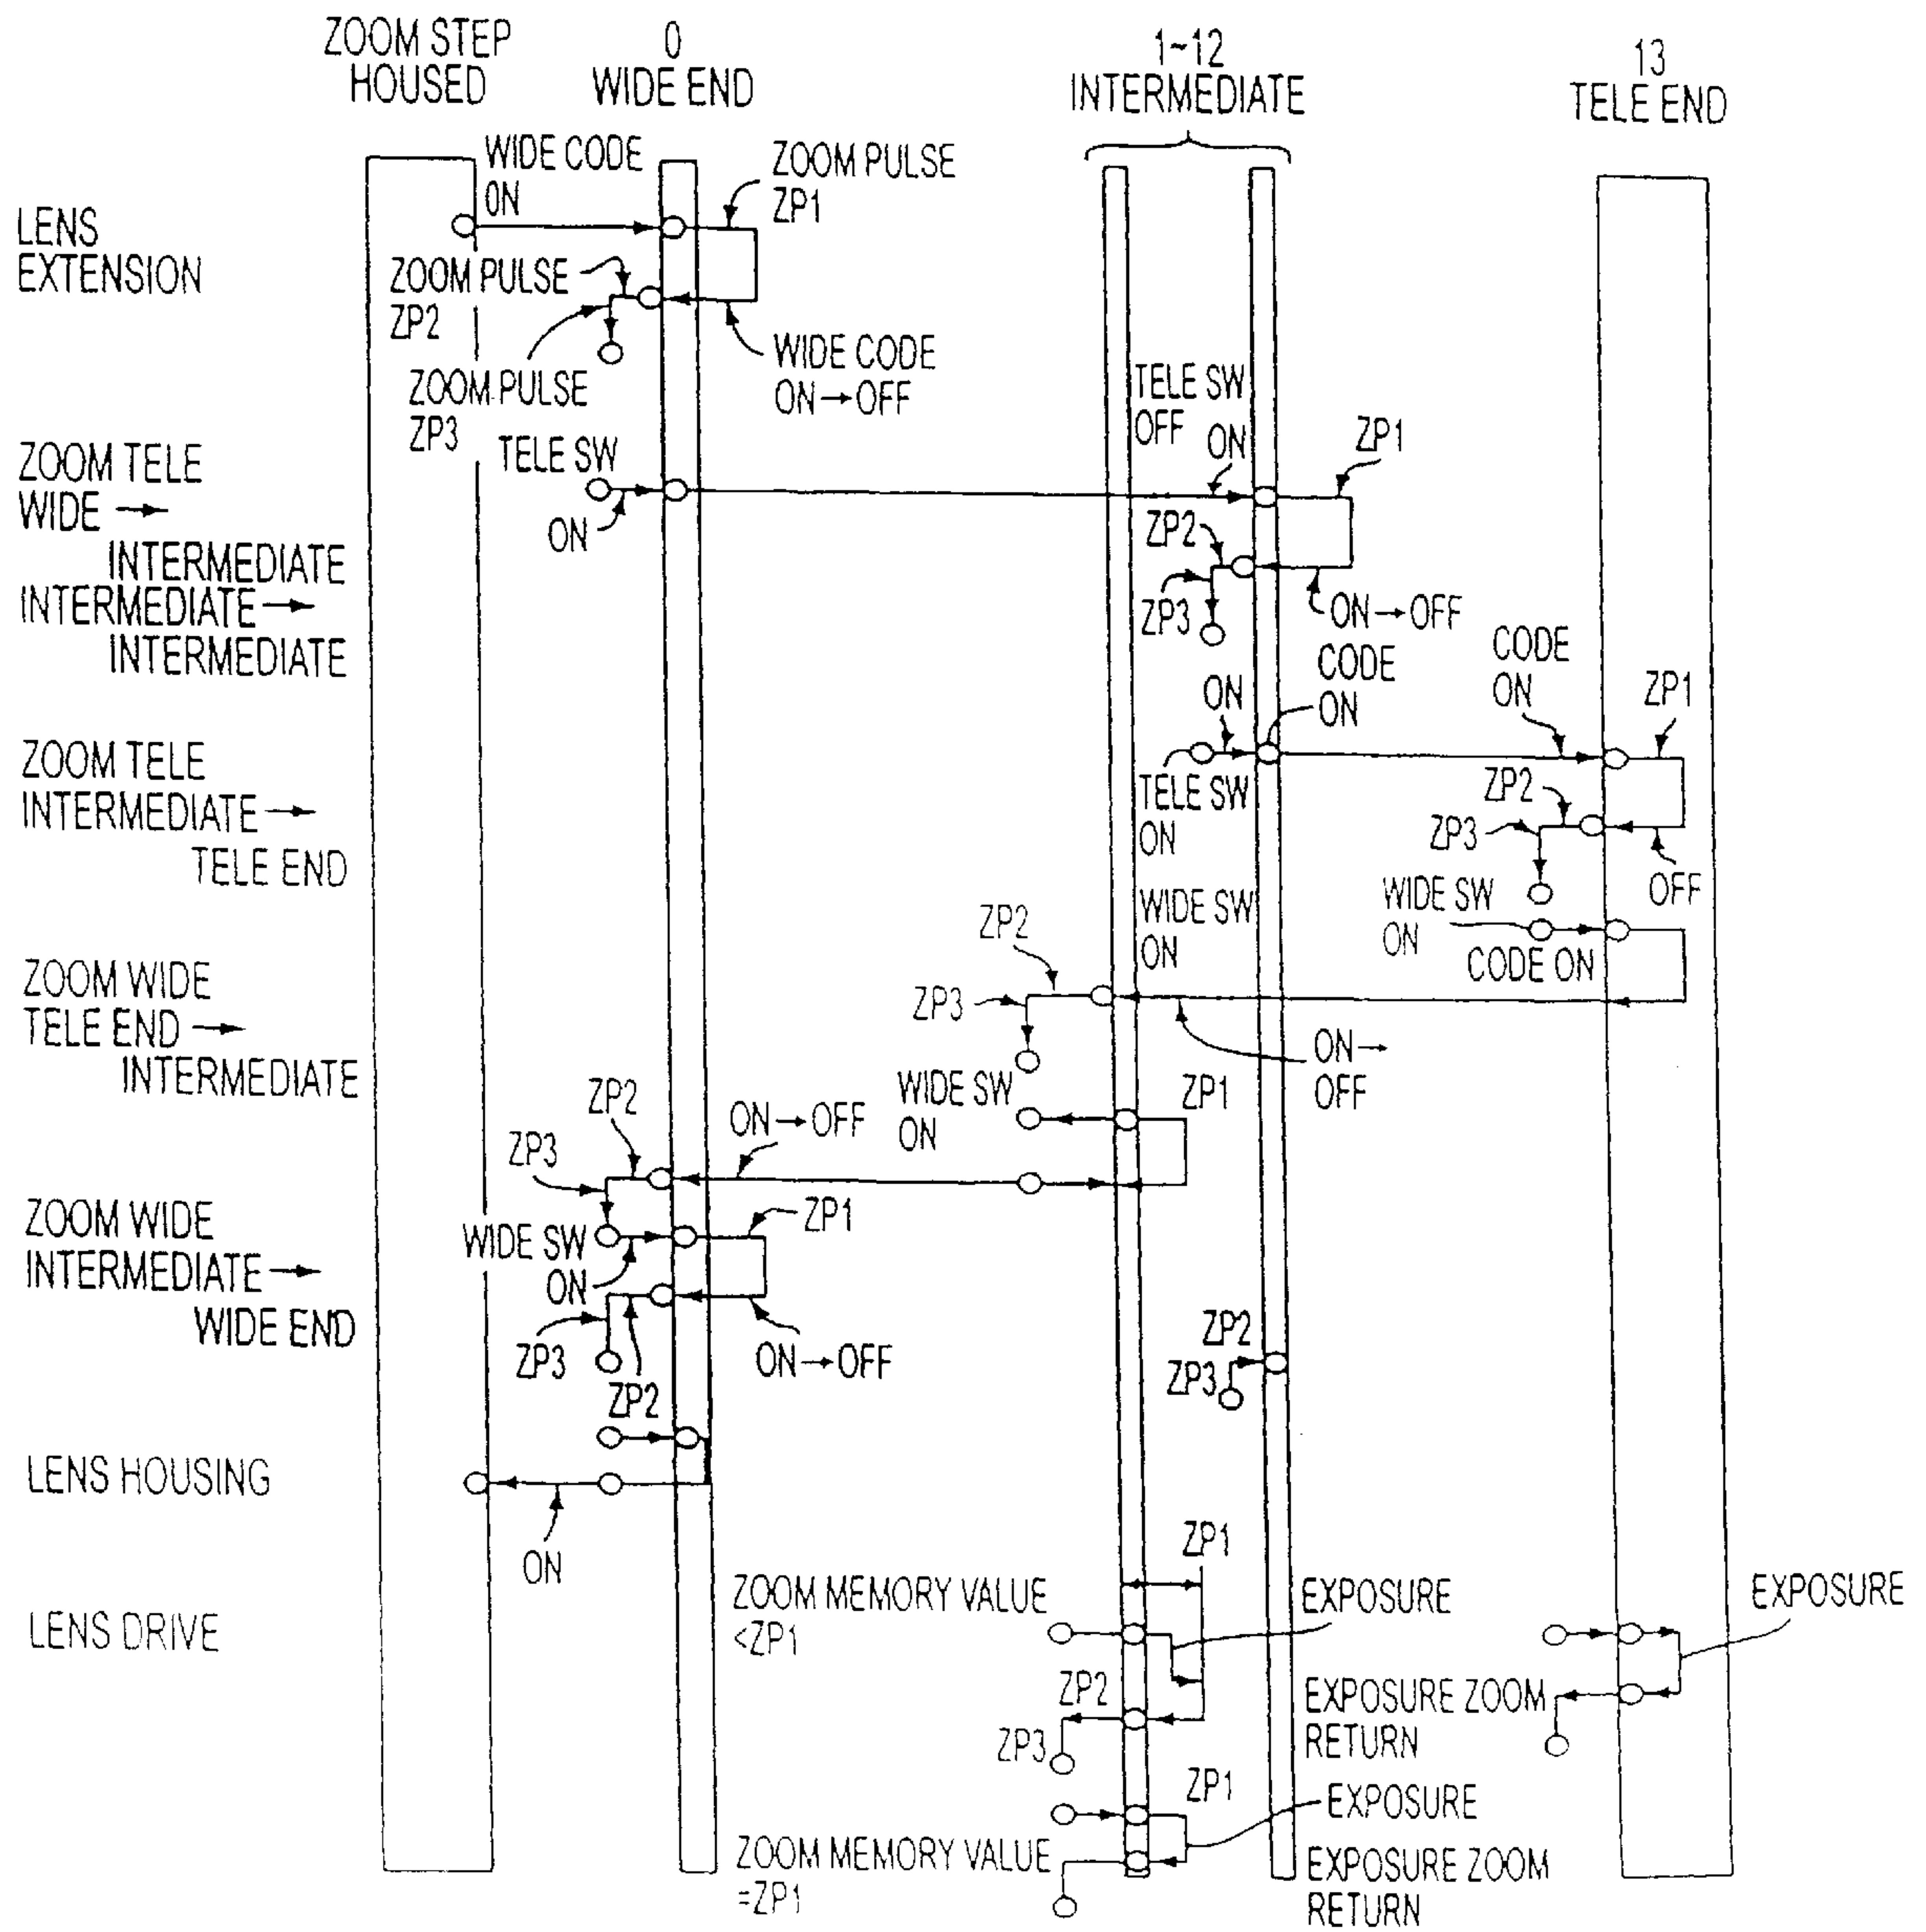 ZOOM STEP
HOUSED
0
WIDE END
1~12
INTERMEDIATE
13
TELE END
LENS
EXTENSION
WIDE CODE
ON
ZOOM PULSE
ZP1
ZOOM PULSE
ZP2
ZOOM PULSE
ZP3
WIDE CODE
ON→OFF
ZOOM TELE
WIDE →
INTERMEDIATE
INTERMEDIATE →
INTERMEDIATE
TELE SW
ON
TELE SW
OFF
ON
ZP1
ZP2
ZP3
ON→OFF
CODE
ON
ZOOM TELE
INTERMEDIATE →
TELE END
ON
TELE SW
ON
CODE
ON
ZP1
ZP2
ZP3
OFF
ZOOM WIDE
TELE END →
INTERMEDIATE
WIDE SW
ON
CODE ON
WIDE SW
ON
ZP2
ZP3
ON→
OFF
ZOOM WIDE
INTERMEDIATE →
WIDE END
WIDE SW
ON
ZP1
ON→OFF
ZP2
ZP3
WIDE SW
ON
ZP1
ON→OFF
ZP3
ZP2
ZP2
ZP3
LENS HOUSING
ON
LENS DRIVE
ZOOM MEMORY VALUE
<ZP1
ZP1
EXPOSURE
ZP2
ZP3
EXPOSURE ZOOM
RETURN
EXPOSURE
ZOOM MEMORY VALUE
=ZP1
ZP1
EXPOSURE
EXPOSURE ZOOM
RETURN